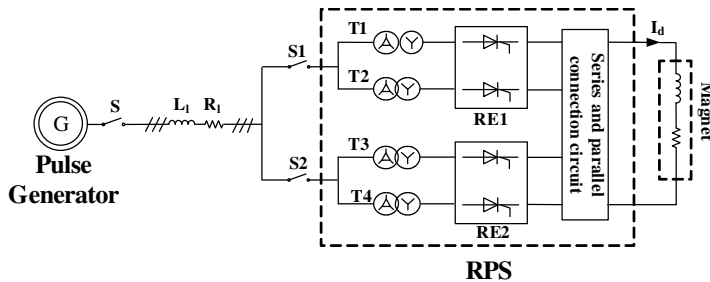 G
Pulse
Generator
S
L₁
R₁
S1
S2
T1
T2
RE1
T3
T4
RE2
Series and parallel
connection circuit
I_d
Magnet
RPS